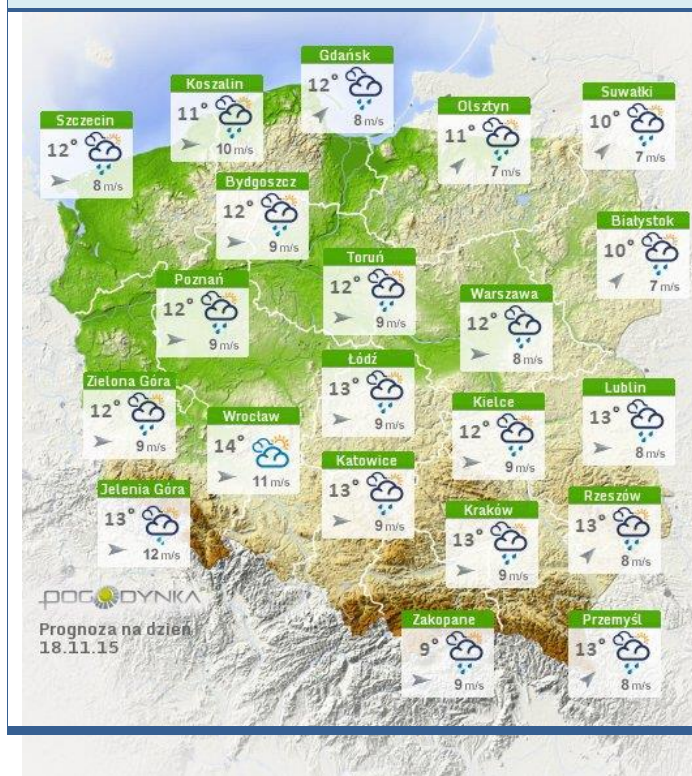 Gdańsk
12° 8 m/s
Koszalin
11° 10 m/s
Suwałki
10° 7 m/s
Olsztyn
11° 7 m/s
Szczecin
12° 8 m/s
Bydgoszcz
12° 9 m/s
Białystok
10° 7 m/s
Toruń
12° 9 m/s
Poznań
12° 9 m/s
Warszawa
12° 8 m/s
Łódź
13° 9 m/s
Zielona Góra
12° 9 m/s
Lublin
13° 8 m/s
Kielce
12° 9 m/s
Wrocław
14° 11 m/s
Katowice
13° 9 m/s
Jelenia Góra
13° 12 m/s
Rzeszów
13° 8 m/s
Kraków
13° 9 m/s
POGODYNKA
Prognoza na dzień
18.11.15
Zakopane
9° 9 m/s
Przemyśl
13° 8 m/s